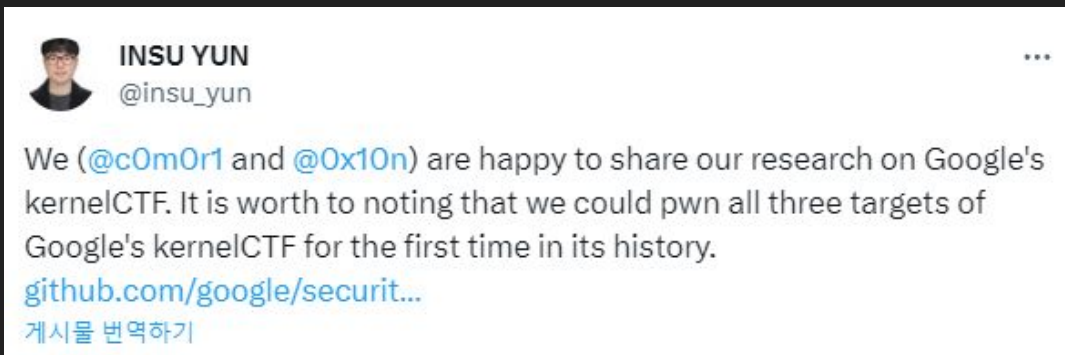 INSU YUN
@insu_yun
We (@c0m0r1 and @0x10n) are happy to share our research on Google's
kernelCTF. It is worth to noting that we could pwn all three targets of
Google's kernelCTF for the first time in its history.
github.com/google/securit...
게시물 번역하기